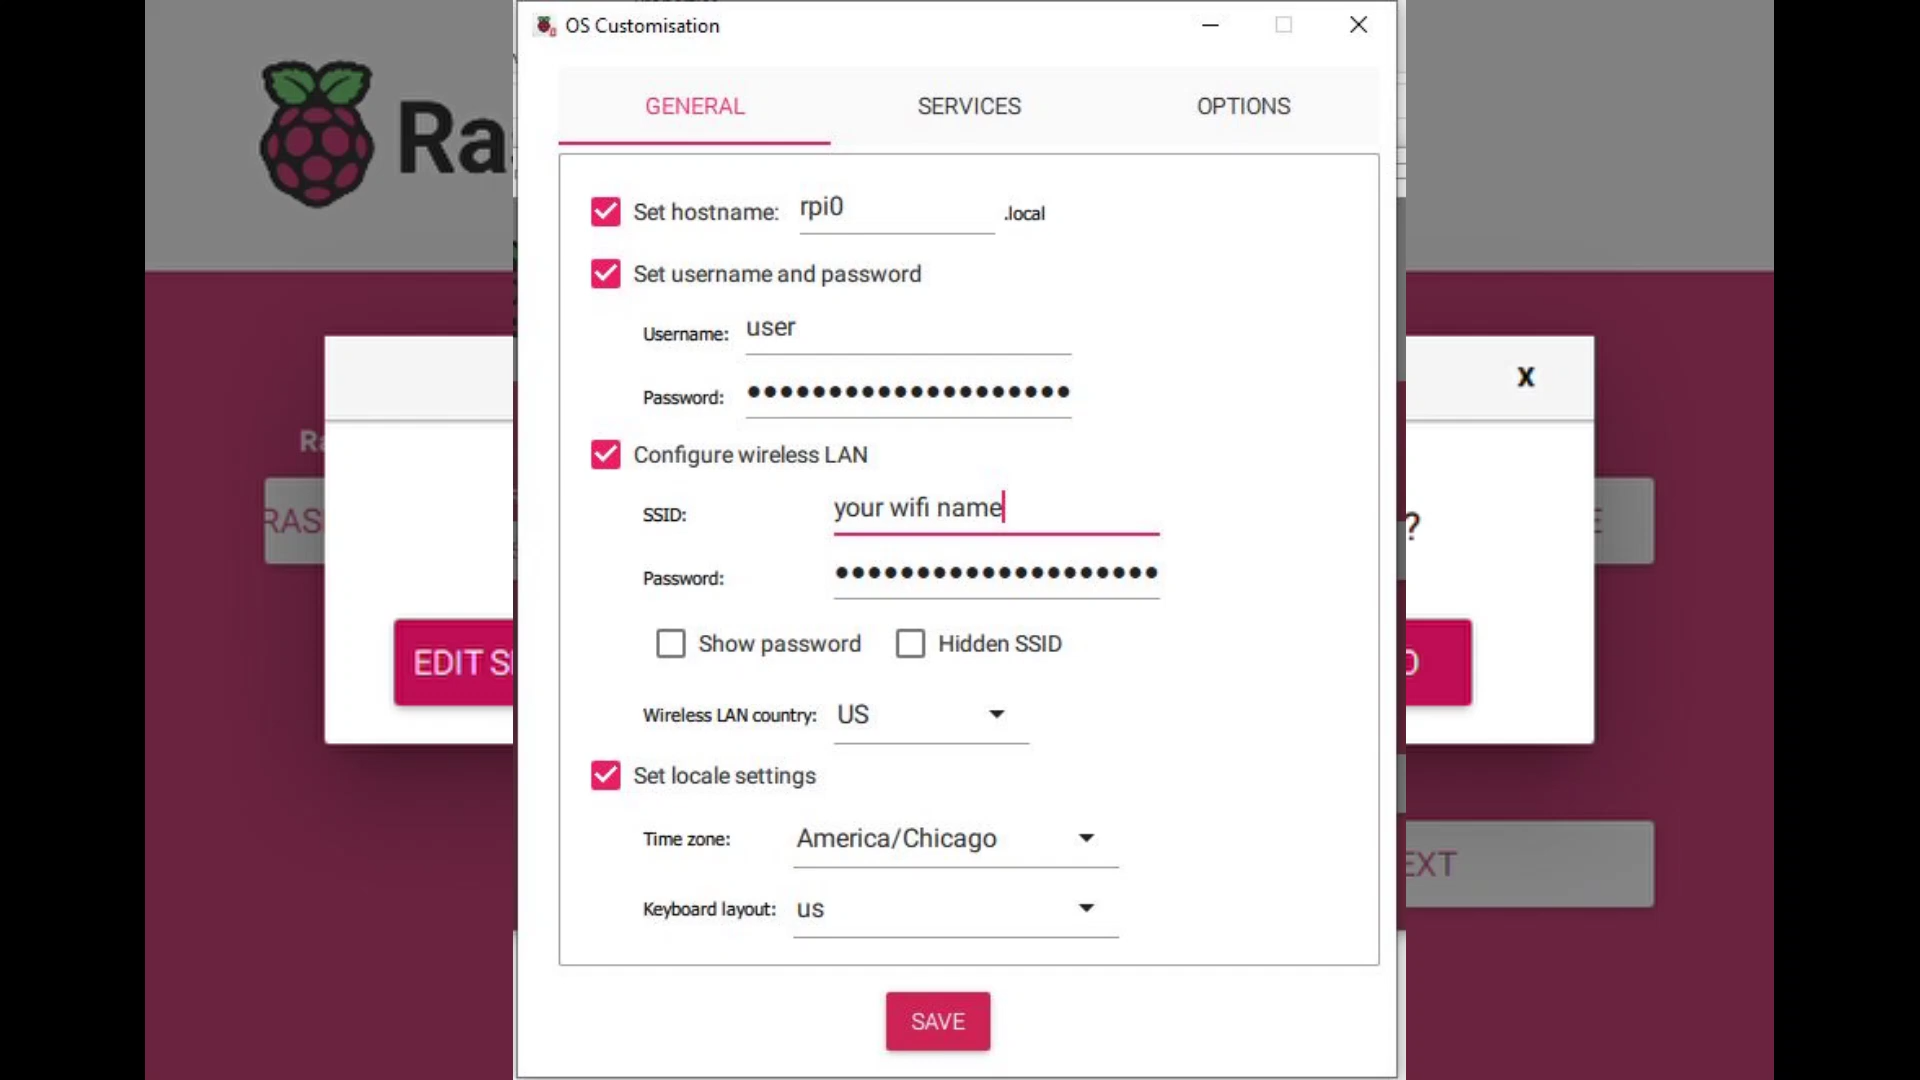 OS Customisation
GENERAL SERVICES OPTIONS
Ras
Set hostname: rpi0 .local
Set username and password
Username: user
X
Password: ••••••••••••••••••••
Configure wireless LAN
SSID: your wifi name
RAS
?
Password: ••••••••••••••••••••
Show password Hidden SSID
EDIT S
Wireless LAN country: US
Set locale settings
Time zone: America/Chicago
EXT
Keyboard layout: us
SAVE